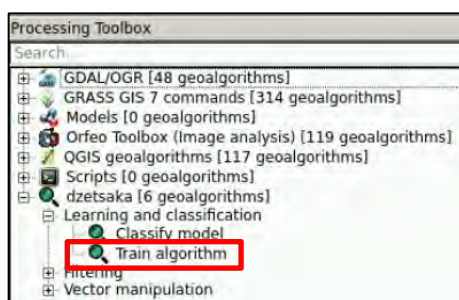 Processing Toolbox
Search..
GDAL/OGR [48 geoalgorithms]
GRASS GIS 7 commands [314 geoalgorithms]
Models [0 geoalgorithms]
Orfeo Toolbox (Image analysis) [119 geoalgorithms]
QGIS geoalgorithms [117 geoalgorithms]
Scripts [0 geoalgorithms]
dzetsaka [6 geoalgorithms]
Learning and classification
Classify model
Train algorithm
Filtering
Vector manipulation